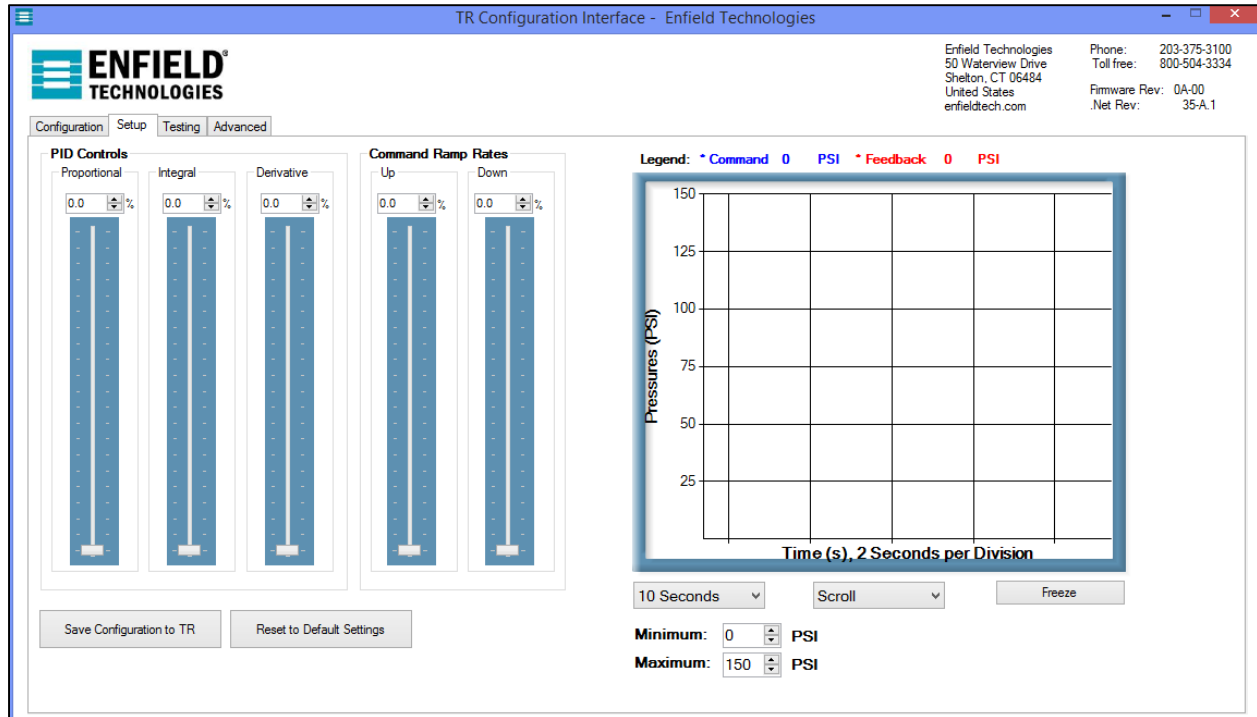 TR Configuration Interface - Enfield Technologies
ENFIELD®
TECHNOLOGIES
Enfield Technologies
50 Waterview Drive
Shelton, CT 06484
United States
enfieldtech.com
Phone: 203-375-3100
Toll free: 800-504-3334
Firmware Rev: 0A-00
.Net Rev: 35-A.1
Configuration Setup Testing Advanced
PID Controls
Proportional Integral Derivative
0.0 % 0.0 % 0.0 %
Command Ramp Rates
Up Down
0.0 % 0.0 %
Legend: * Command 0 PSI * Feedback 0 PSI
Pressures (PSI)
150
125
100
75
50
25
Time (s), 2 Seconds per Division
10 Seconds Scroll Freeze
Save Configuration to TR Reset to Default Settings
Minimum: 0 PSI
Maximum: 150 PSI